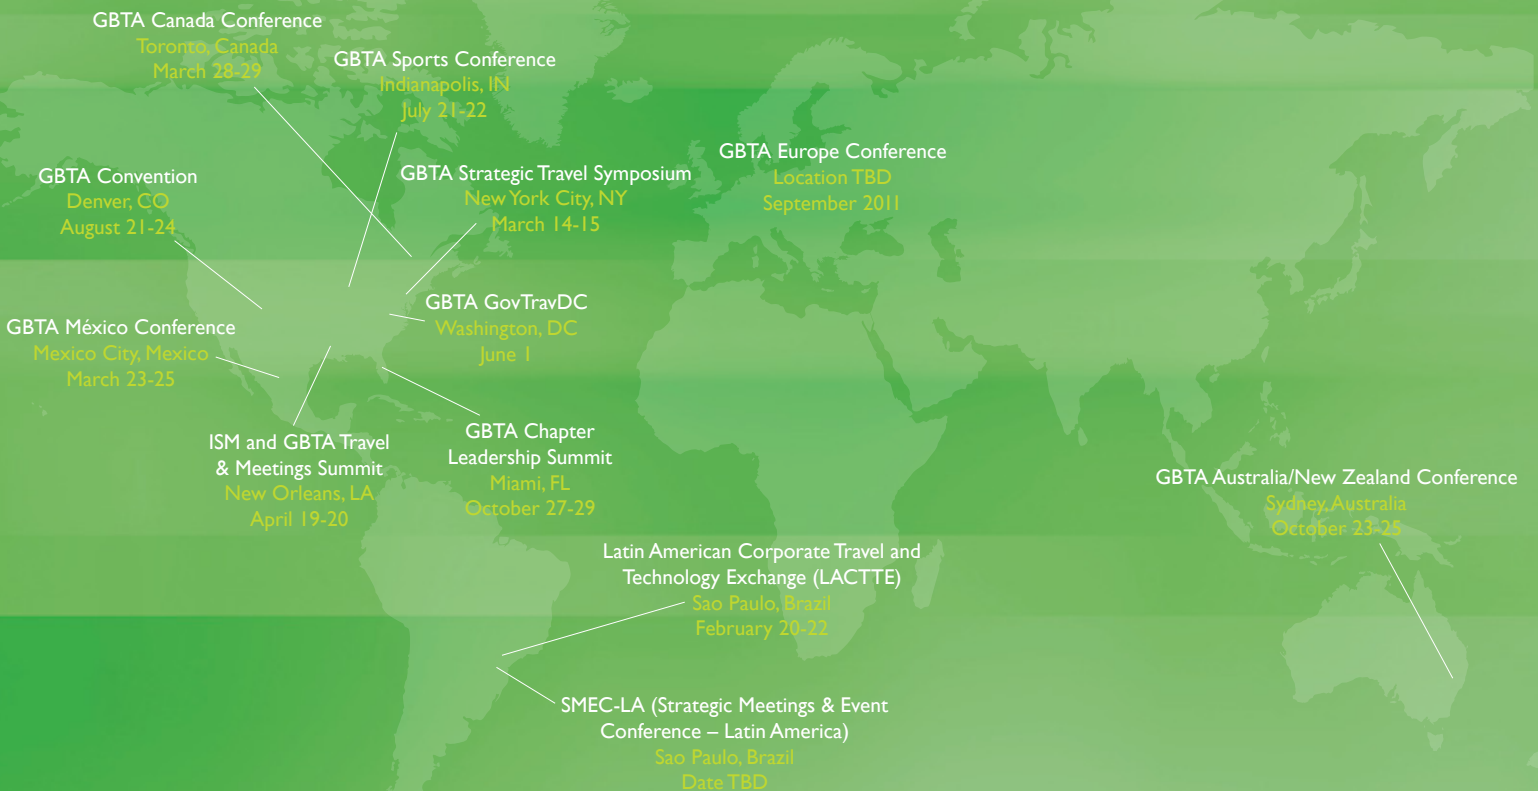 GBTA Canada Conference
Toronto, Canada
March 28-29
GBTA Sports Conference
Indianapolis, IN
July 21-22
GBTA Convention
Denver, CO
August 21-24
GBTA Strategic Travel Symposium
New York City, NY
March 14-15
GBTA Europe Conference
Location TBD
September 2011
GBTA GovTravDC
Washington, DC
June 1
GBTA México Conference
Mexico City, Mexico
March 23-25
ISM and GBTA Travel
& Meetings Summit
New Orleans, LA
April 19-20
GBTA Chapter
Leadership Summit
Miami, FL
October 27-29
GBTA Australia/New Zealand Conference
Sydney, Australia
October 23-25
Latin American Corporate Travel and
Technology Exchange (LACTTE)
Sao Paulo, Brazil
February 20-22
SMEC-LA (Strategic Meetings & Event
Conference – Latin America)
Sao Paulo, Brazil
Date TBD